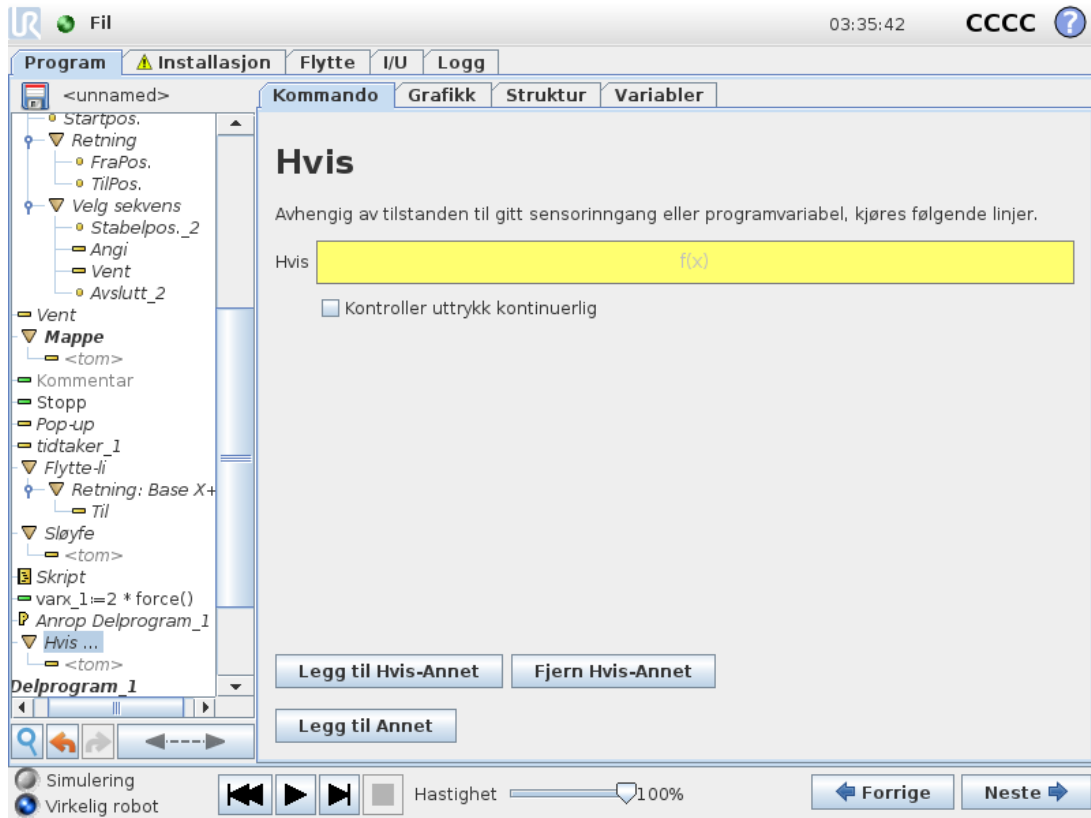 UR Fil 03:35:42 CCCC ?
Program Installasjon Flytte I/U Logg
<unnamed> Kommando Grafikk Struktur Variabler
Startpos.
Retning
FraPos.
TilPos.
Velg sekvens
Stabelpos._2
Angi
Vent
Avslutt_2
Vent
Mappe
<tom>
Kommentar
Stopp
Pop-up
tidtaker_1
Flytte-li
Retning: Base X+
Til
Sløyfe
<tom>
Skript
varx_1:=2 * force()
P Anrop Delprogram_1
Hvis ...
<tom>
Delprogram_1
Hvis
Avhengig av tilstanden til gitt sensorinngang eller programvariabel, kjøres følgende linjer.
Hvis f(x)
Kontroller uttrykk kontinuerlig
Legg til Hvis-Annet Fjern Hvis-Annet
Legg til Annet
Simulering
Virkelig robot
Hastighet 100%
Forrige Neste